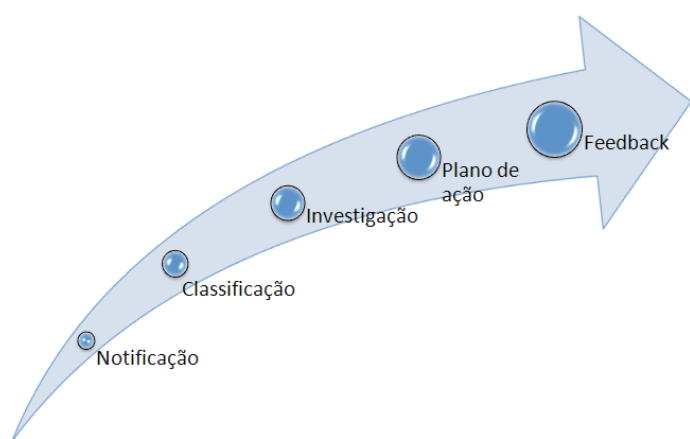 Feedback
Plano de
ação
Investigação
Classificação
Notificação